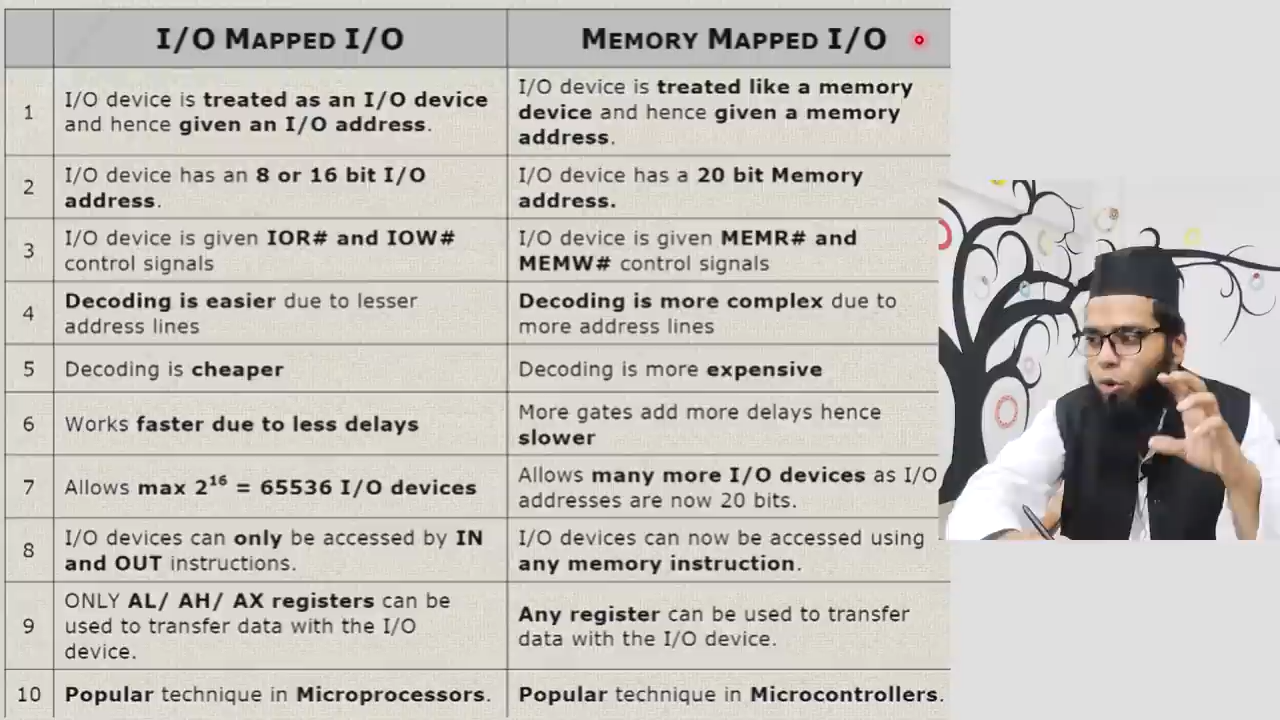 I/O MAPPED I/O
MEMORY MAPPED I/O
1
I/O device is treated as an I/O device
and hence given an I/O address.
I/O device is treated like a memory
device and hence given a memory
address.
2
I/O device has an 8 or 16 bit I/O
address.
I/O device has a 20 bit Memory
address.
3
I/O device is given IOR# and IOW#
control signals
I/O device is given MEMR# and
MEMW# control signals
4
Decoding is easier due to lesser
address lines
Decoding is more complex due to
more address lines
5
Decoding is cheaper
Decoding is more expensive
6
Works faster due to less delays
More gates add more delays hence
slower
7
Allows max 2¹⁶ = 65536 I/O devices
Allows many more I/O devices as I/O
addresses are now 20 bits.
8
I/O devices can only be accessed by IN
and OUT instructions.
I/O devices can now be accessed using
any memory instruction.
9
ONLY AL/ AH/ AX registers can be
used to transfer data with the I/O
device.
Any register can be used to transfer
data with the I/O device.
10
Popular technique in Microprocessors.
Popular technique in Microcontrollers.